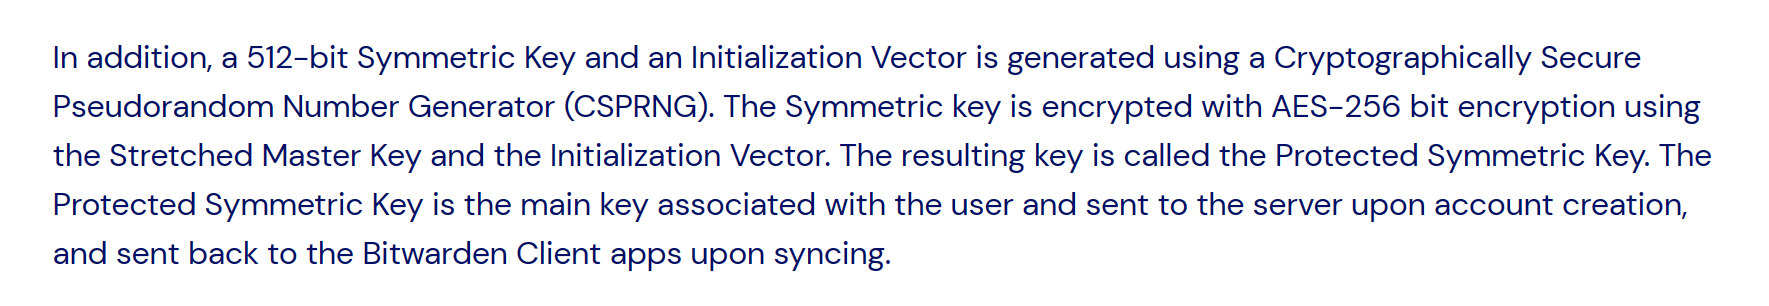 In addition, a 512-bit Symmetric Key and an Initialization Vector is generated using a Cryptographically Secure
Pseudorandom Number Generator (CSPRNG). The Symmetric key is encrypted with AES-256 bit encryption using
the Stretched Master Key and the Initialization Vector. The resulting key is called the Protected Symmetric Key. The
Protected Symmetric Key is the main key associated with the user and sent to the server upon account creation,
and sent back to the Bitwarden Client apps upon syncing.